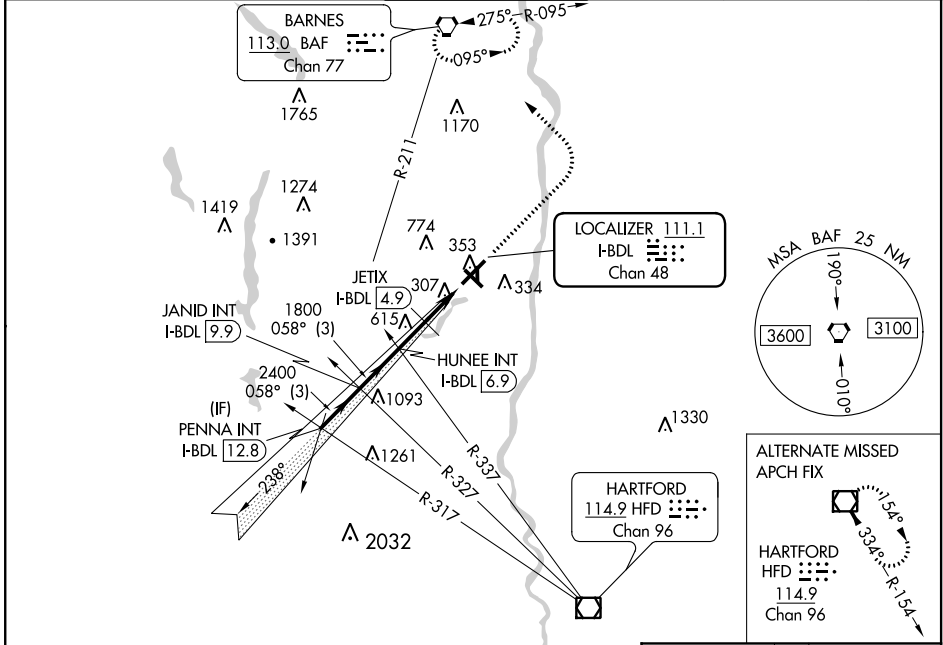 BARNES
113.0 BAF
Chan 77
275°
R-095
095°
1765
1170
R-211
1274
1419
1391
774
353
LOCALIZER 111.1
I-BDL
Chan 48
JETIX
I-BDL 4.9
307
334
JANID INT
I-BDL 9.9
1800
058° (3)
615
HUNEE INT
I-BDL 6.9
2400
058° (3)
(IF)
PENNA INT
I-BDL 12.8
1093
1261
1330
238°
R-337
R-327
R-317
2032
HARTFORD
114.9 HFD
Chan 96
MSA BAF 25 NM
190°
3600
3100
010°
ALTERNATE MISSED
APCH FIX
154°
334°
R-154
HARTFORD
HFD
114.9
Chan 96